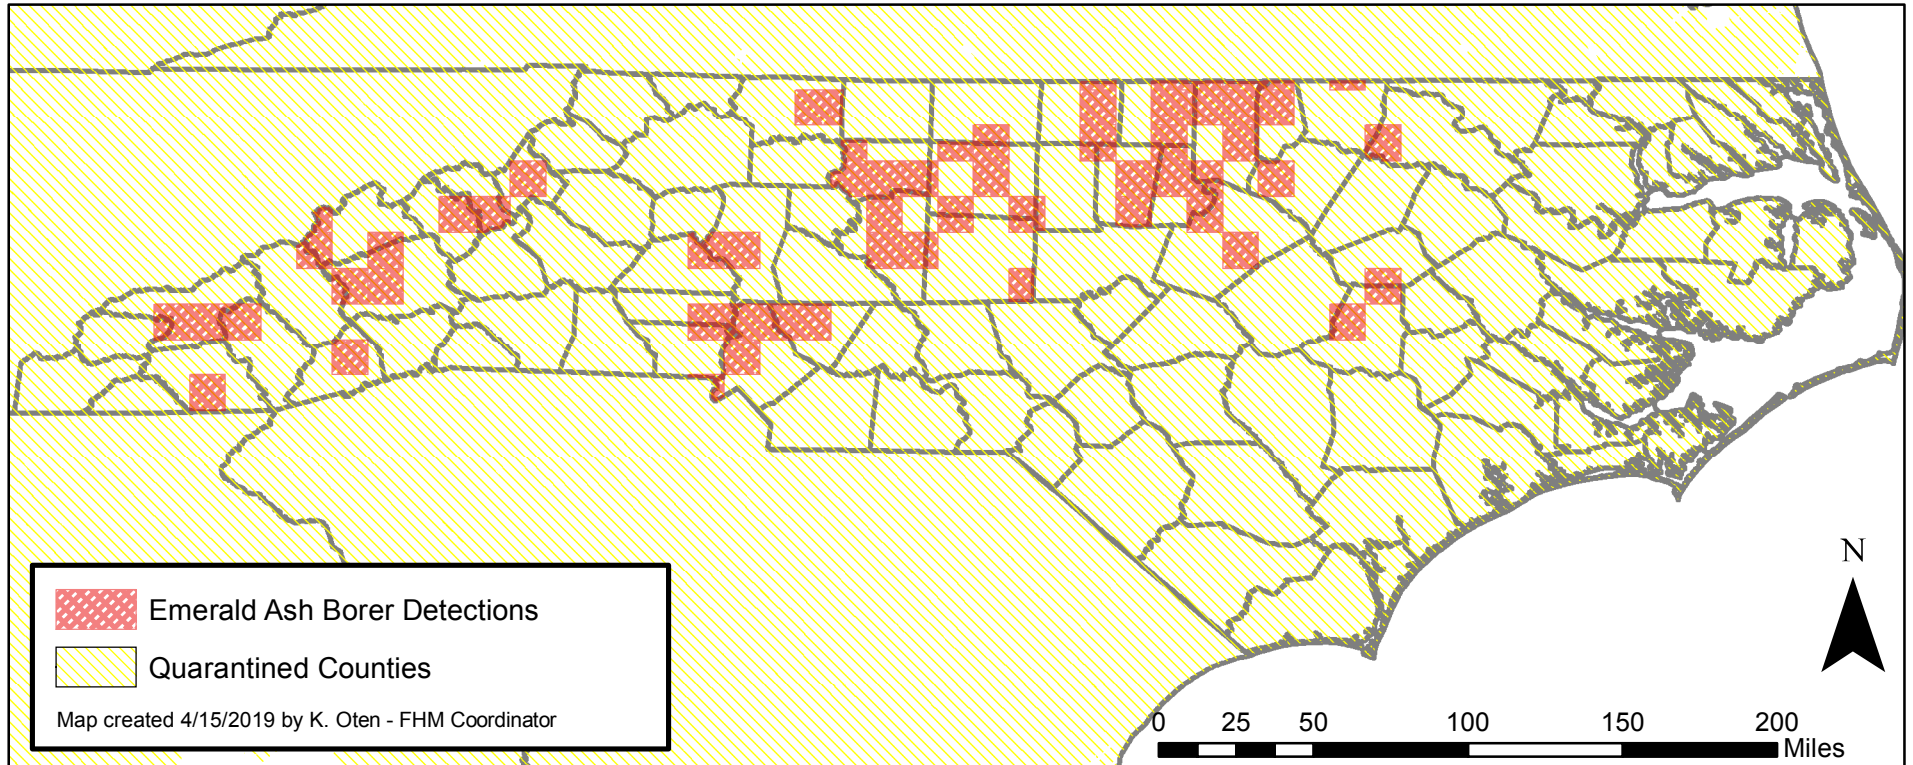 Emerald Ash Borer Detections
Quarantined Counties
Map created 4/15/2019 by K. Oten - FHM Coordinator
N
0 25 50 100 150 200
Miles